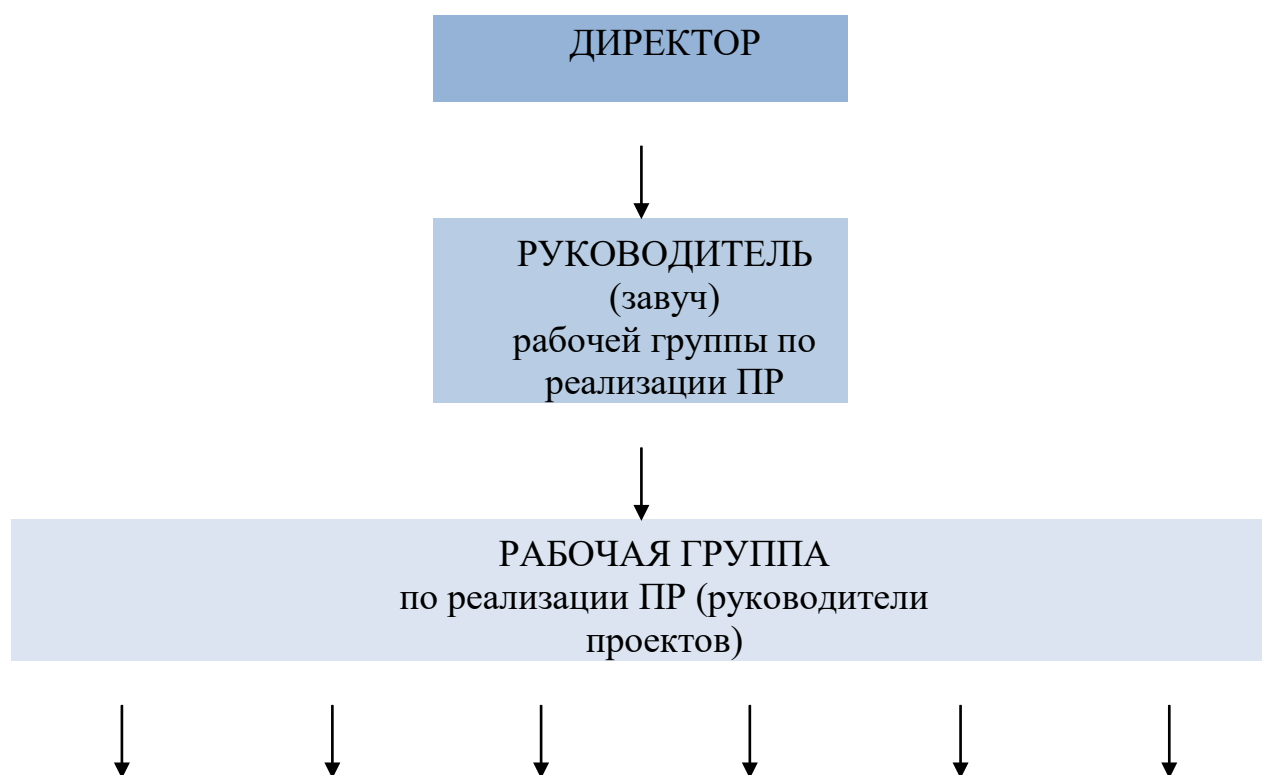 ДИРЕКТОР
РУКОВОДИТЕЛЬ
(завуч)
рабочей группы по
реализации ПР
РАБОЧАЯ ГРУППА
по реализации ПР (руководители
проектов)